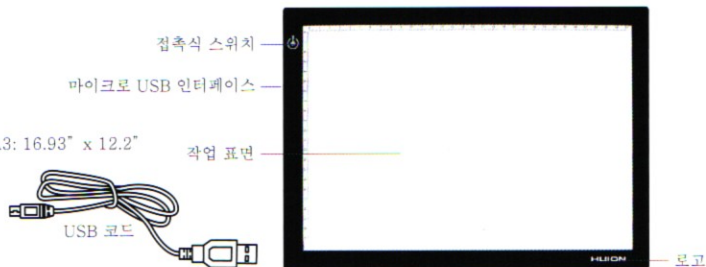 접촉식 스위치
마이크로 USB 인터페이스
A3: 16.93" x 12.2"
작업 표면
USB 코드
HUION
로고